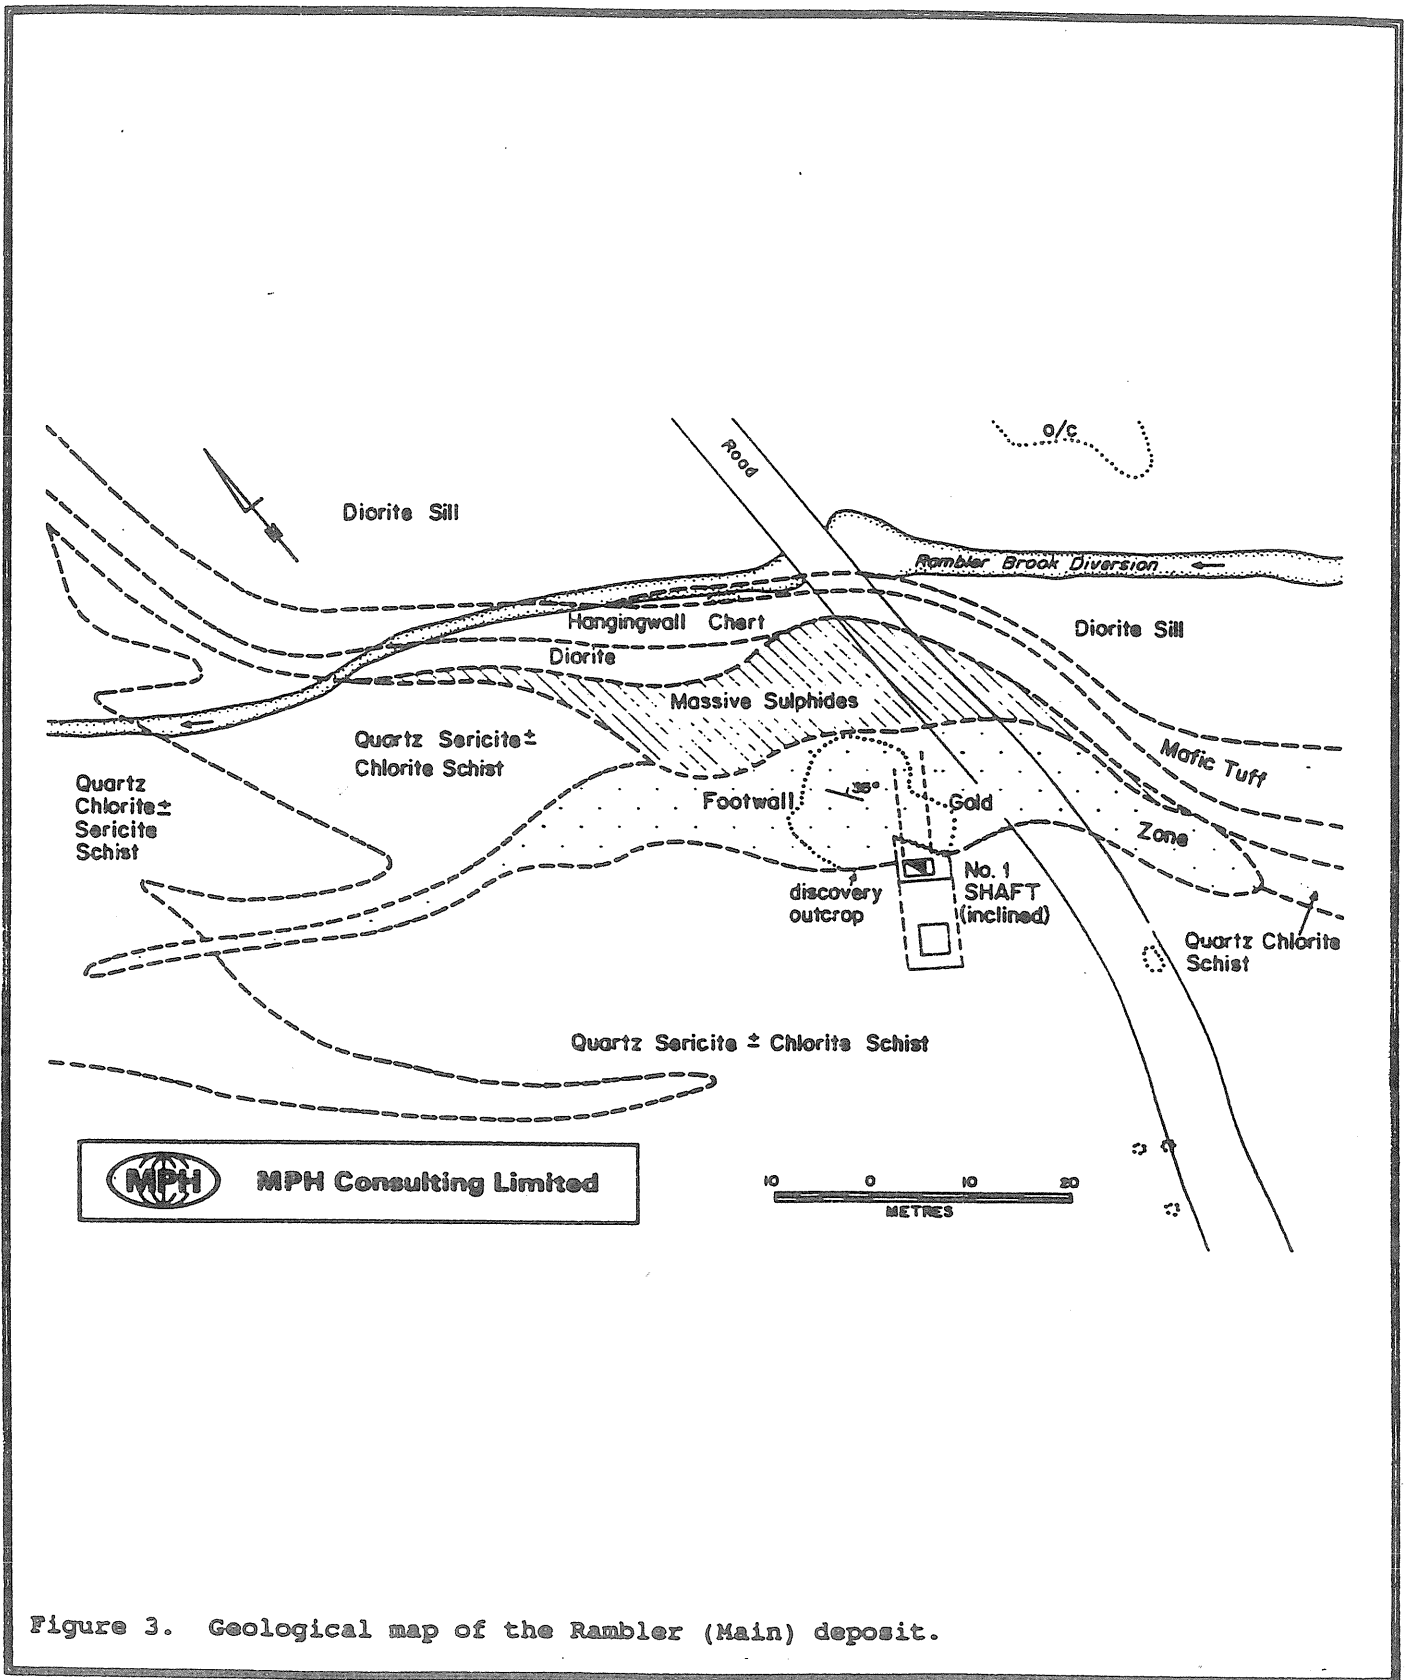 o/c
Road
Diorite Sill
Rambler Brook Diversion
Hangingwall Chert
Diorite Sill
Diorite
Massive Sulphides
Quartz Sericite ±
Chlorite Schist
Mafic Tuff
Quartz
Chlorite ±
Sericite
Schist
35°
Footwall Gold Zone
No. 1
SHAFT
(inclined)
discovery
outcrop
Quartz Chlorite
Schist
Quartz Sericite ± Chlorite Schist
MPH MPH Consulting Limited
10 0 10 20
METRES
Figure 3. Geological map of the Rambler (Main) deposit.